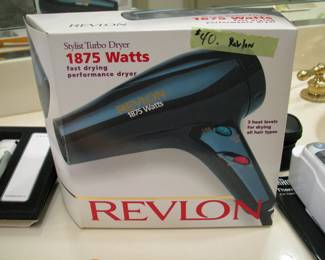 1875 Watts
$40. Revlon
Stylist Turbo Dryer
1875 Watts
fast drying
performance dryer
REVLON
1875 Watts
3 heat levels
for drying
all hair types
REVLON